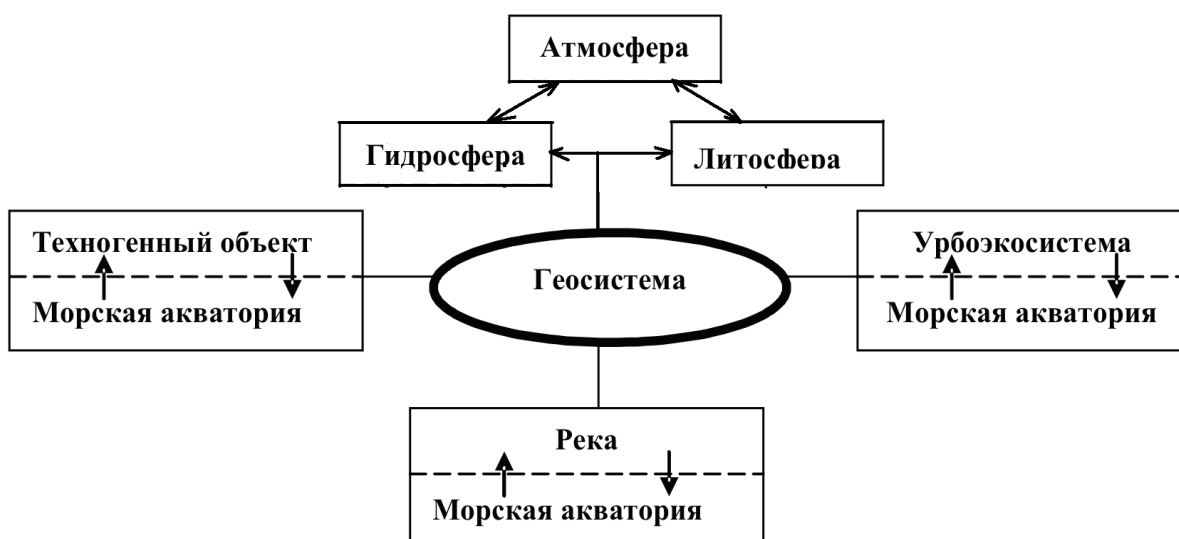 Атмосфера
Гидросфера
Литосфера
Техногенный объект
Морская акватория
Геосистема
Урбоэкосистема
Морская акватория
Река
Морская акватория